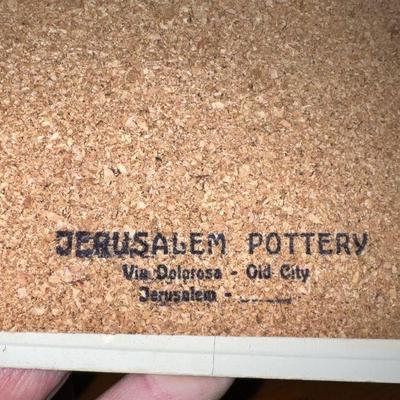 JERUSALEM POTTERY
Via Dolorosa - Old City
Jerusalem -